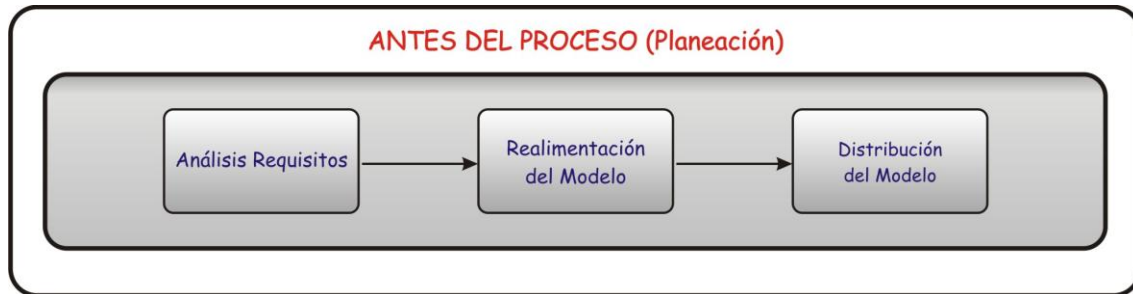 ANTES DEL PROCESO (Planeación)
Análisis Requisitos
Realimentación
del Modelo
Distribución
del Modelo